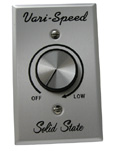 Vari-Speed
OFF LOW
Solid State